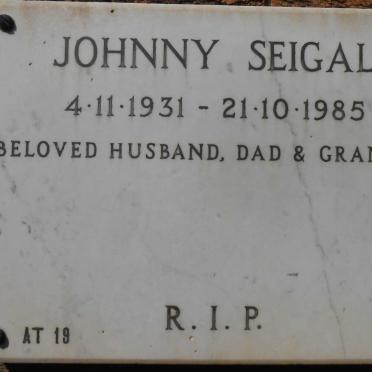 JOHNNY SEIGAL
4·11·1931 - 21·10·1985
BELOVED HUSBAND, DAD & GRAN
R. I. P.
AT 19